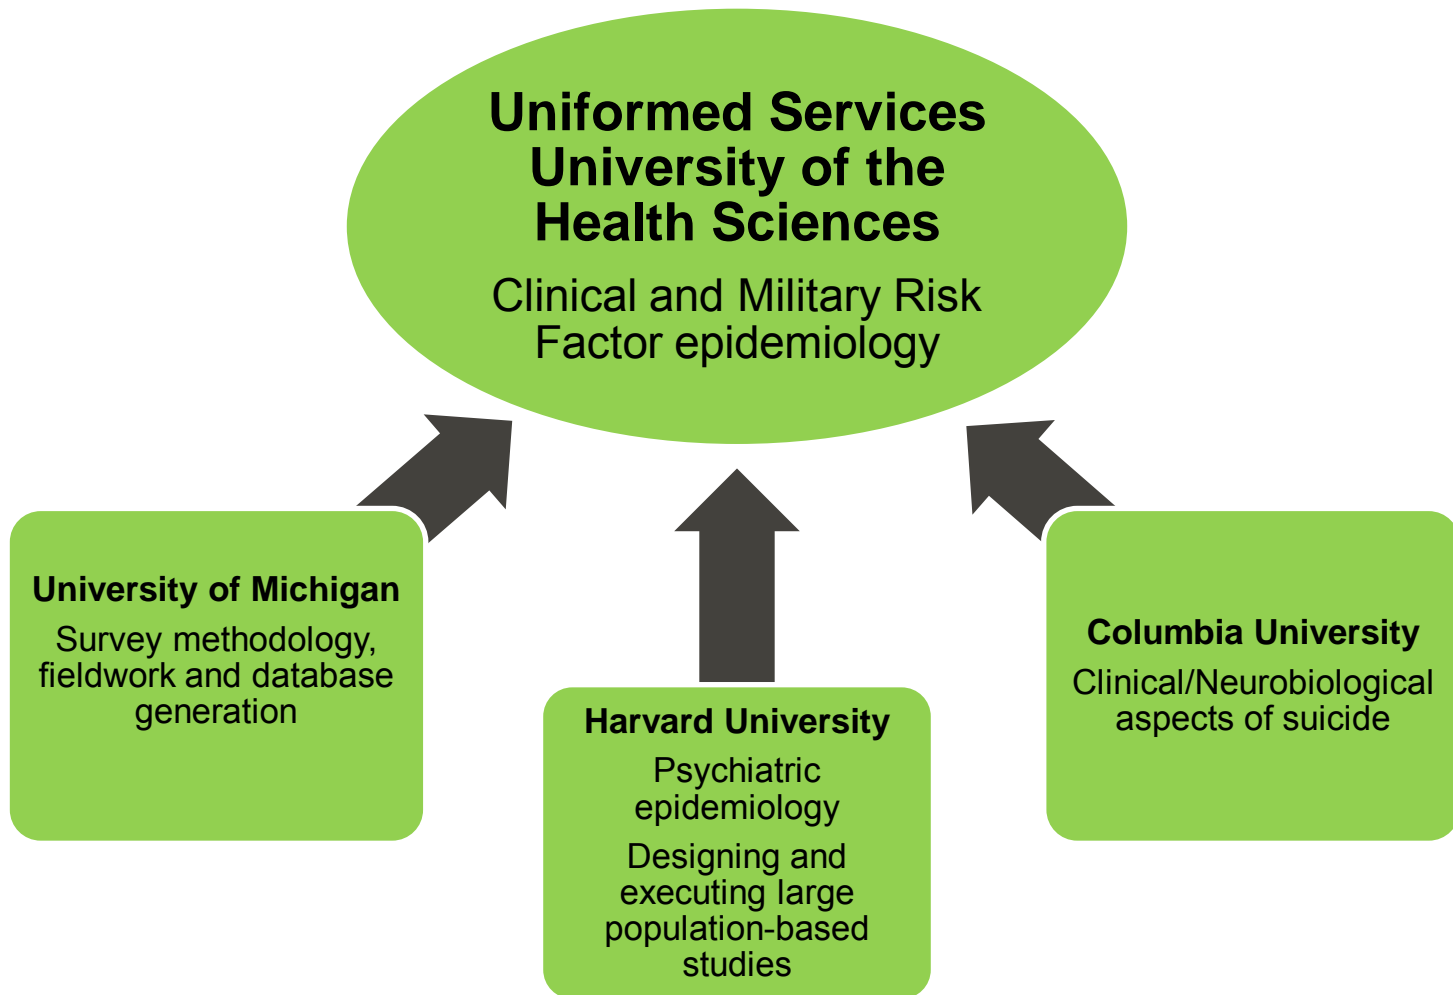 Uniformed Services
University of the
Health Sciences
Clinical and Military Risk
Factor epidemiology
University of Michigan
Survey methodology,
fieldwork and database
generation
Harvard University
Psychiatric
epidemiology
Designing and
executing large
population-based
studies
Columbia University
Clinical/Neurobiological
aspects of suicide